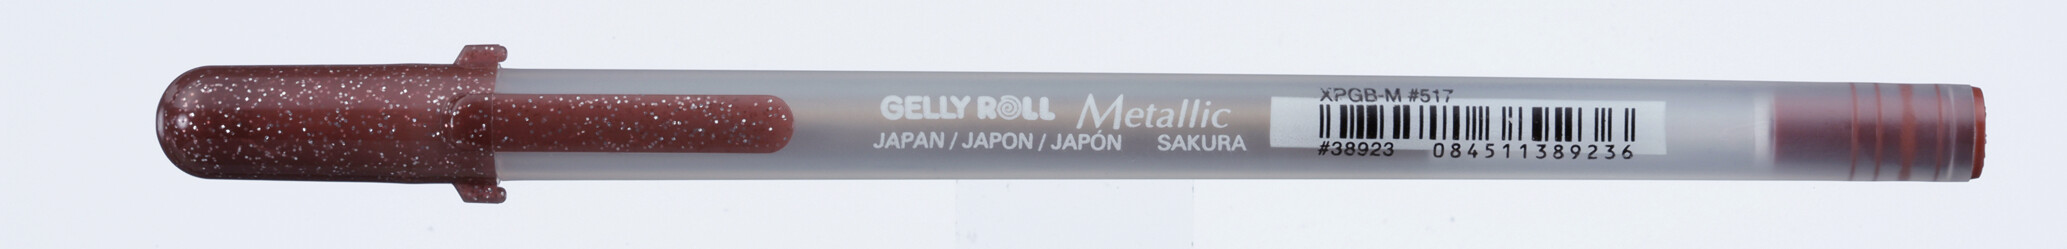 GELLY ROLL Metallic
JAPAN / JAPON / JAPÓN SAKURA
XPGB-M #517
#38923 084511389236